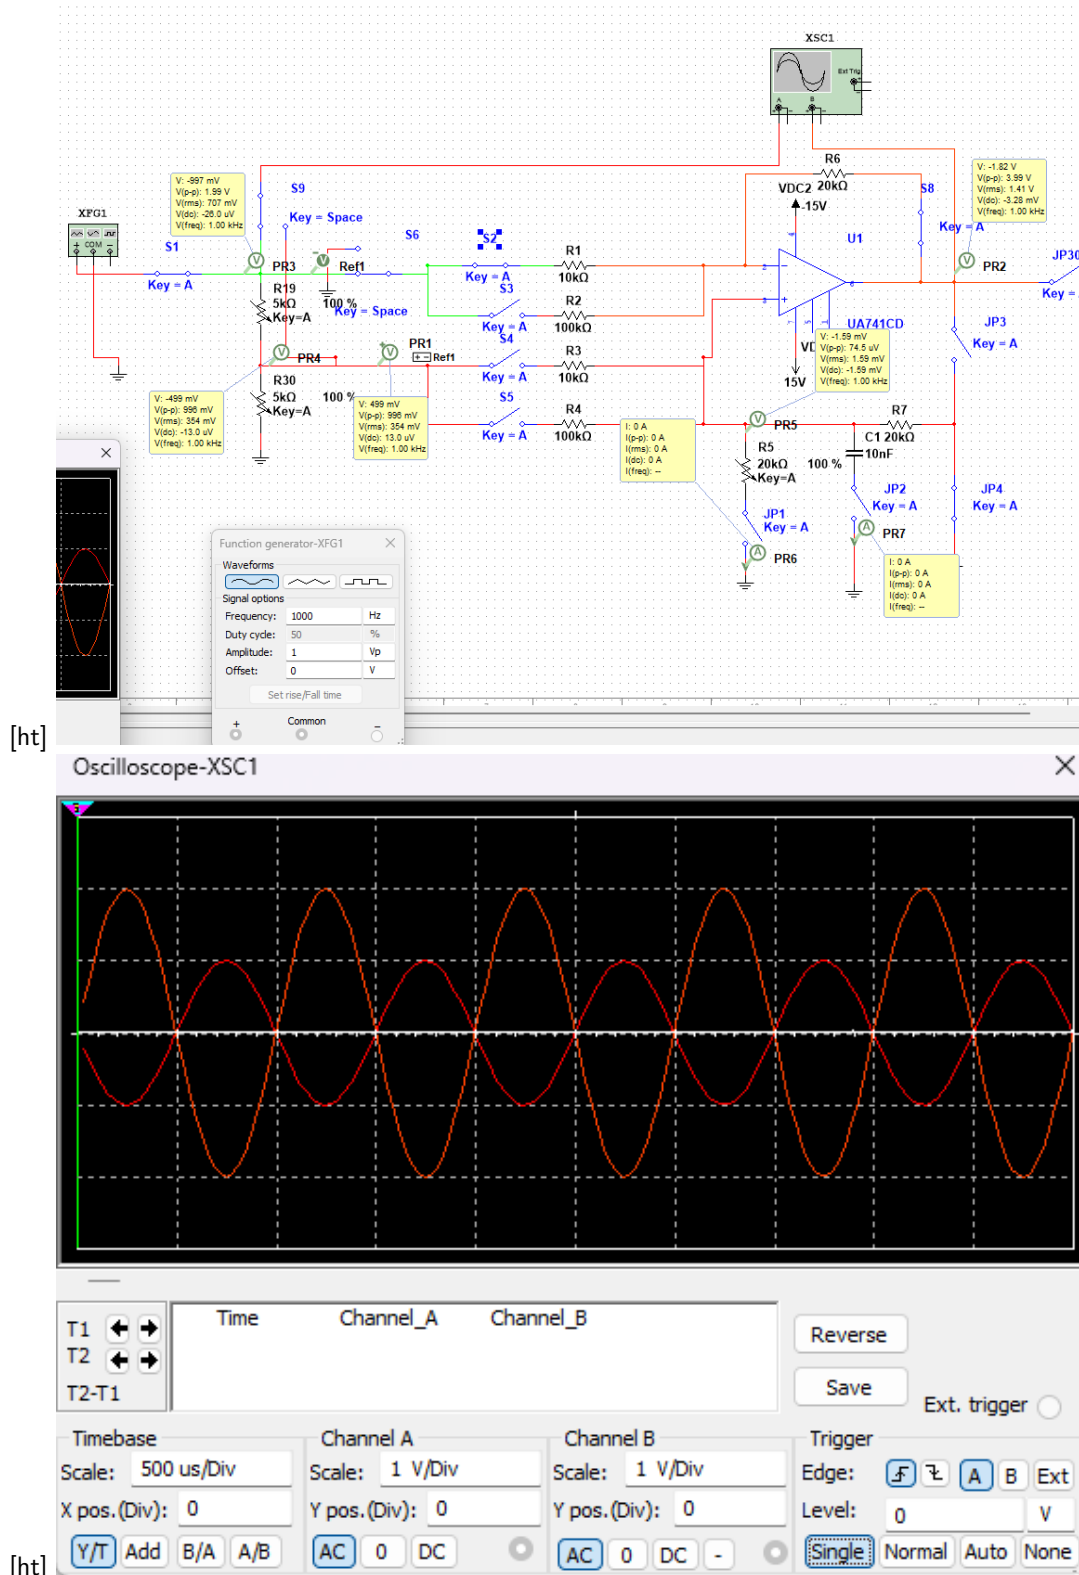 XSC1
Ext Trig
A B
R6
20kΩ
VDC2
-15V
S8
Key = A
V: -1.82 V
V(p-p): 3.99 V
V(rms): 1.41 V
V(dc): -3.28 mV
V(freq): 1.00 kHz
V: -997 mV
V(p-p): 1.99 V
V(rms): 707 mV
V(dc): -26.0 uV
V(freq): 1.00 kHz
S9
Key = Space
XFG1
COM
S1
Key = A
PR3
Ref1
S6
Key = Space
S2
Key = A
R1
10kΩ
U1
UA741CD
PR2
JP30
Key =
R19
5kΩ
100 %
Key=A
S3
Key = A
R2
100kΩ
PR4
PR1
Ref1
S4
Key = A
R3
10kΩ
15V
V: -1.59 mV
V(p-p): 74.5 uV
V(rms): 1.59 mV
V(dc): -1.59 mV
V(freq): 1.00 kHz
JP3
Key = A
R30
5kΩ
100 %
Key=A
V: -499 mV
V(p-p): 996 mV
V(rms): 354 mV
V(dc): -13.0 uV
V(freq): 1.00 kHz
V: 499 mV
V(p-p): 996 mV
V(rms): 354 mV
V(dc): 13.0 uV
V(freq): 1.00 kHz
S5
Key = A
R4
100kΩ
I: 0 A
I(p-p): 0 A
I(rms): 0 A
I(dc): 0 A
I(freq): --
PR5
R5
20kΩ
100 %
Key=A
R7
20kΩ
C1
10nF
JP1
Key = A
JP2
Key = A
JP4
Key = A
PR6
PR7
I: 0 A
I(p-p): 0 A
I(rms): 0 A
I(dc): 0 A
I(freq): --
Function generator-XFG1
Waveforms
Signal options
Frequency: 1000 Hz
Duty cycle: 50 %
Amplitude: 1 Vp
Offset: 0 V
Set rise/Fall time
+ Common −
[ht]
Oscilloscope-XSC1
Time Channel_A Channel_B
T1
T2
T2-T1
Reverse
Save
Ext. trigger
Timebase Channel A Channel B Trigger
Scale: 500 us/Div Scale: 1 V/Div Scale: 1 V/Div Edge: A B Ext
X pos.(Div): 0 Y pos.(Div): 0 Y pos.(Div): 0 Level: 0 V
Y/T Add B/A A/B AC 0 DC AC 0 DC - Single Normal Auto None
[ht]